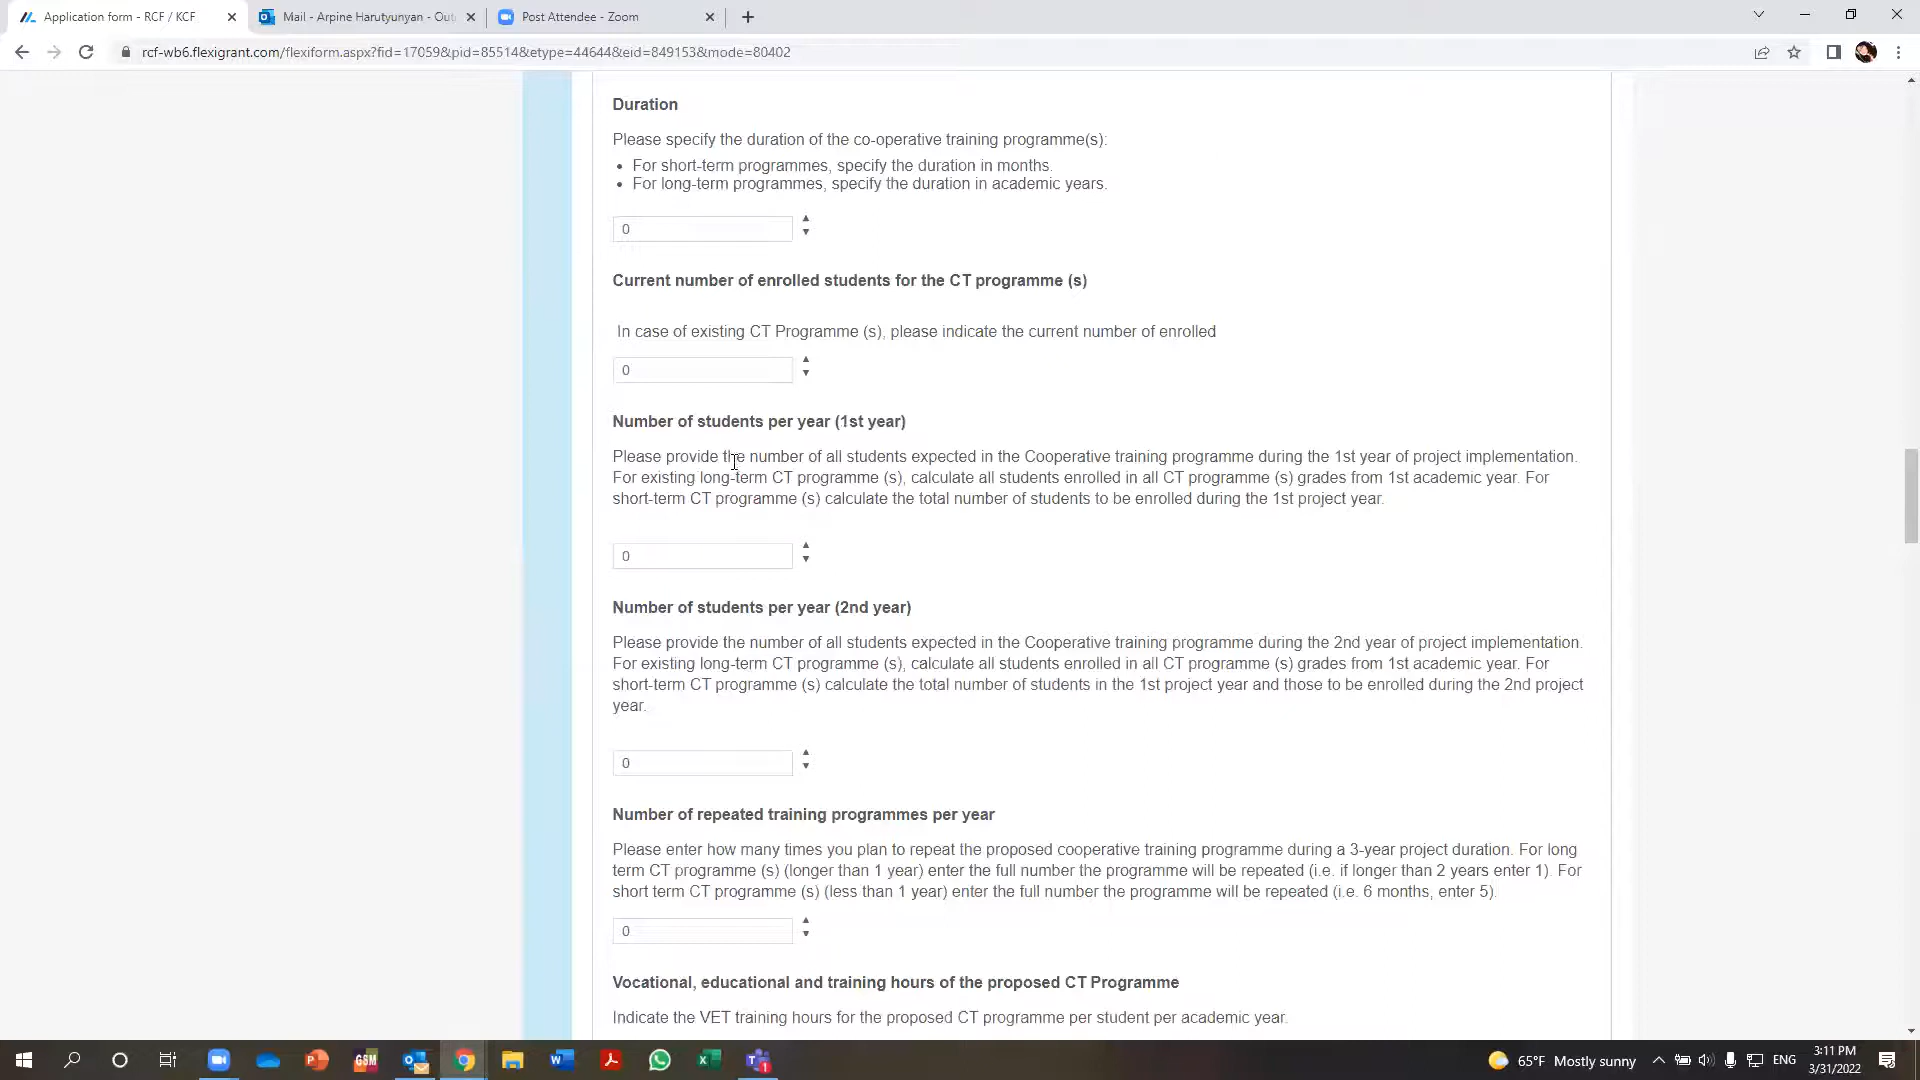 Application form - RCF / KCF
Mail - Arpine Harutyunyan - Out
Post Attendee - Zoom
rcf-wb6.flexigrant.com/flexiform.aspx?fid=17059&pid=85514&etype=44644&eid=849153&mode=80402
Duration
Please specify the duration of the co-operative training programme(s):
• For short-term programmes, specify the duration in months.
• For long-term programmes, specify the duration in academic years.
0
Current number of enrolled students for the CT programme (s)
In case of existing CT Programme (s), please indicate the current number of enrolled
0
Number of students per year (1st year)
Please provide the number of all students expected in the Cooperative training programme during the 1st year of project implementation.
For existing long-term CT programme (s), calculate all students enrolled in all CT programme (s) grades from 1st academic year. For
short-term CT programme (s) calculate the total number of students to be enrolled during the 1st project year.
0
Number of students per year (2nd year)
Please provide the number of all students expected in the Cooperative training programme during the 2nd year of project implementation.
For existing long-term CT programme (s), calculate all students enrolled in all CT programme (s) grades from 1st academic year. For
short-term CT programme (s) calculate the total number of students in the 1st project year and those to be enrolled during the 2nd project
year.
0
Number of repeated training programmes per year
Please enter how many times you plan to repeat the proposed cooperative training programme during a 3-year project duration. For long
term CT programme (s) (longer than 1 year) enter the full number the programme will be repeated (i.e. if longer than 2 years enter 1). For
short term CT programme (s) (less than 1 year) enter the full number the programme will be repeated (i.e. 6 months, enter 5).
0
Vocational, educational and training hours of the proposed CT Programme
Indicate the VET training hours for the proposed CT programme per student per academic year.
GSM
65°F Mostly sunny
ENG
3:11 PM
3/31/2022